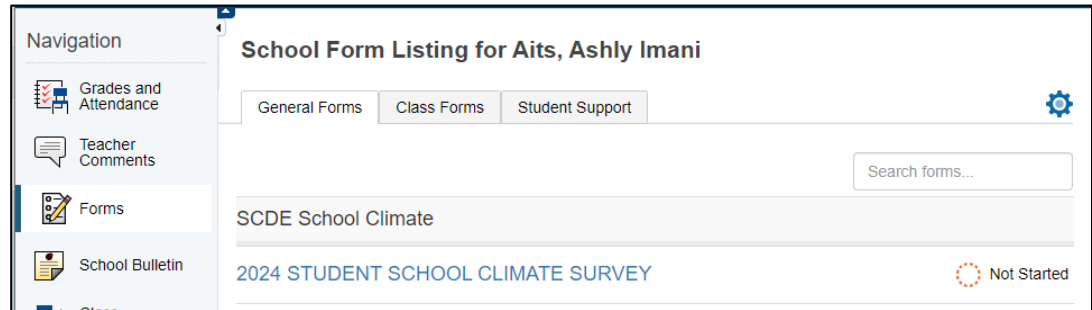 Navigation
Grades and
Attendance
Teacher
Comments
Forms
School Bulletin
School Form Listing for Aits, Ashly Imani
General Forms
Class Forms
Student Support
Search forms...
SCDE School Climate
2024 STUDENT SCHOOL CLIMATE SURVEY
Not Started